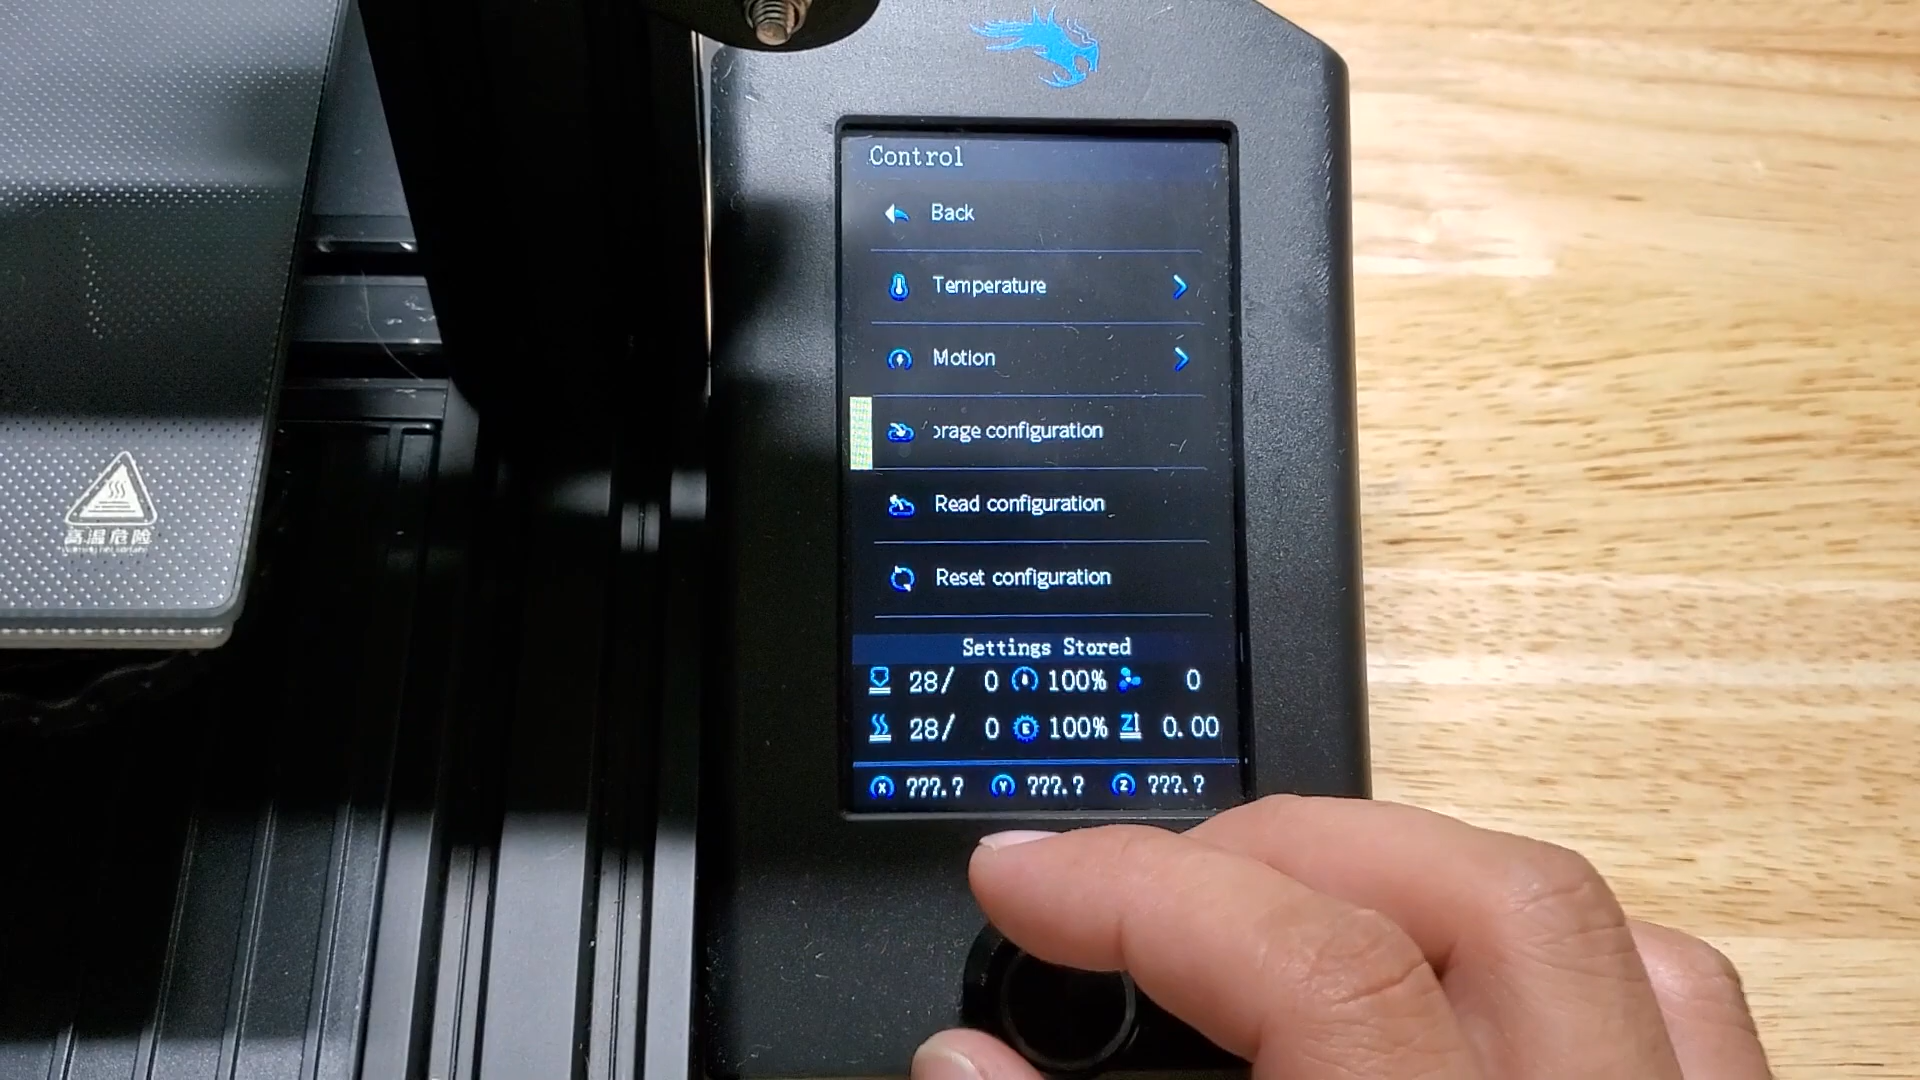 Control
Back
Temperature
Motion
orage configuration
Read configuration
Reset configuration
Settings Stored
28/ 0 100% 0
28/ 0 E 100% Z 0.00
X ???.? Y ???.? Z ???.?
高温危险